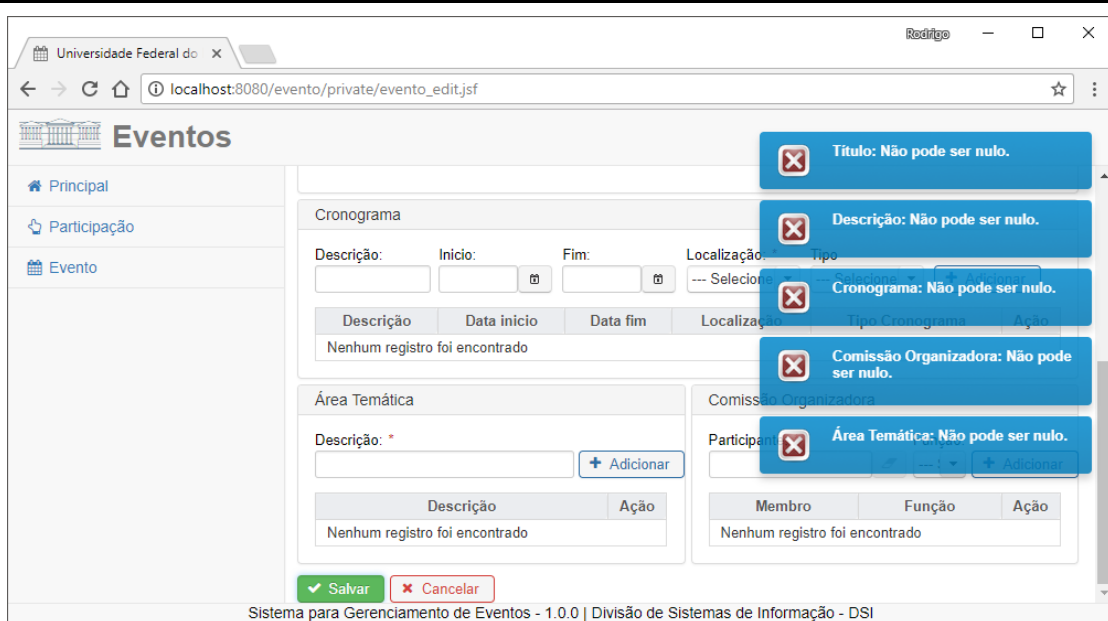 Rodrigo
Universidade Federal do
localhost:8080/evento/private/evento_edit.jsf
Eventos
Principal
Participação
Evento
Título: Não pode ser nulo.
Descrição: Não pode ser nulo.
Cronograma: Não pode ser nulo.
Comissão Organizadora: Não pode
ser nulo.
Área Temática: Não pode ser nulo.
Cronograma
Descrição: Inicio: Fim: Localização: * Tipo
--- Selecione --- Selecione + Adicionar
Descrição Data inicio Data fim Localização Tipo Cronograma Ação
Nenhum registro foi encontrado
Área Temática
Descrição: *
+ Adicionar
Descrição Ação
Nenhum registro foi encontrado
Comissão Organizadora
Participante Função
--- + Adicionar
Membro Função Ação
Nenhum registro foi encontrado
Salvar Cancelar
Sistema para Gerenciamento de Eventos - 1.0.0 | Divisão de Sistemas de Informação - DSI